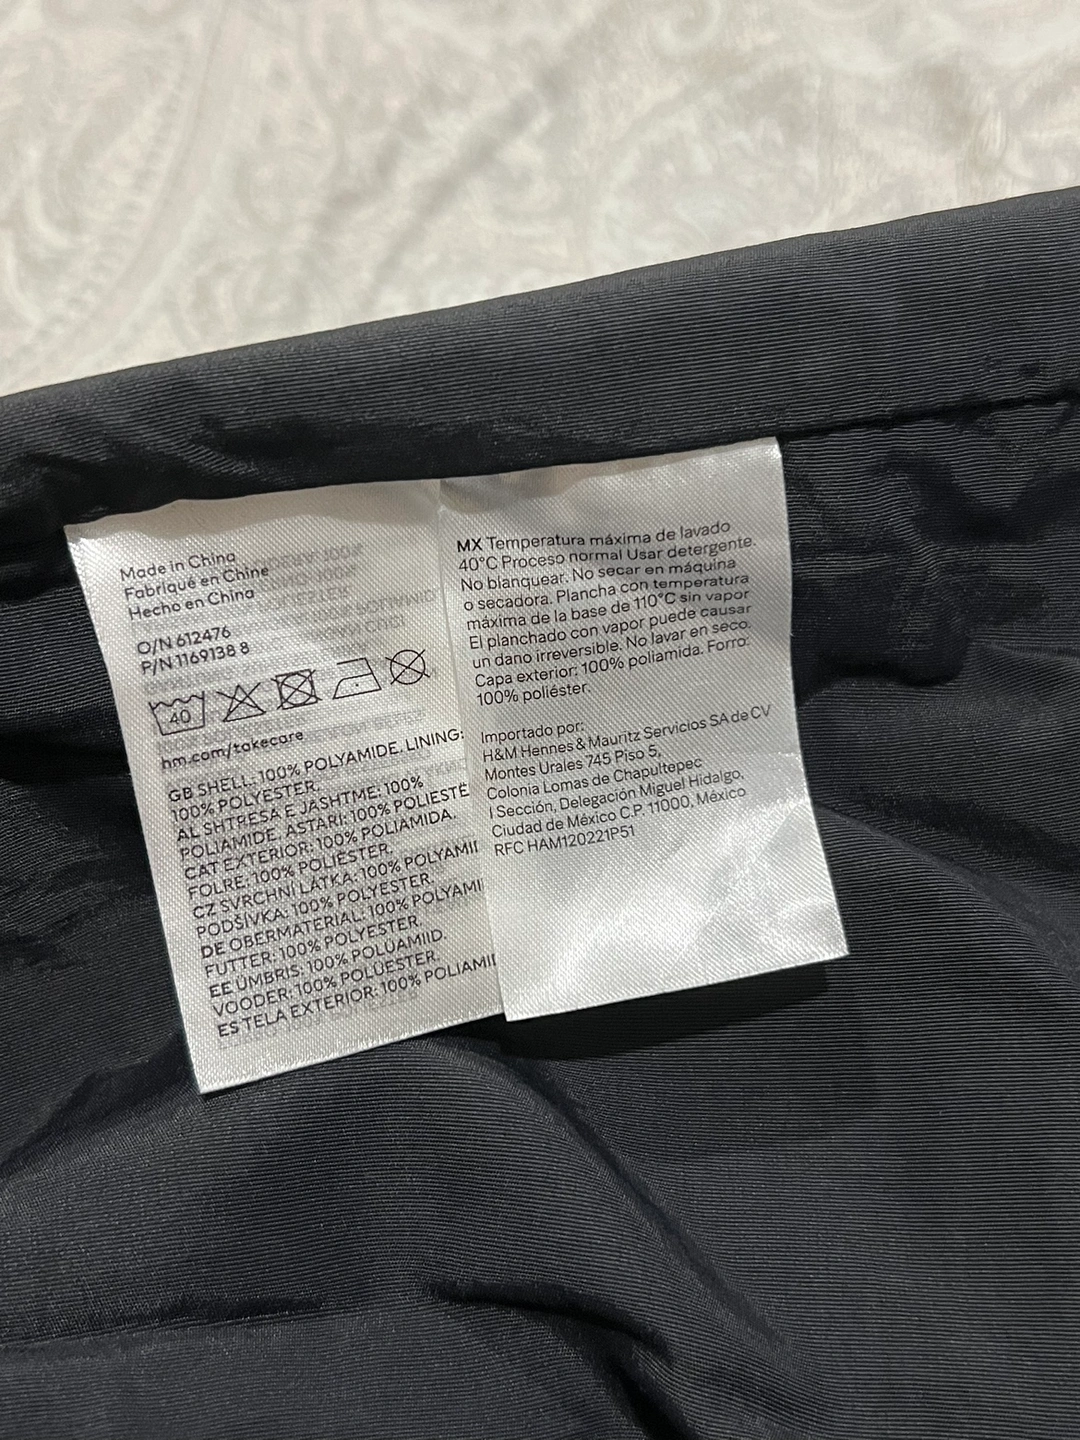 Made in China
Fabriqué en Chine
Hecho en China
O/N 612476
P/N 1169138 8
40
hm.com/takecare
GB SHELL: 100% POLYAMIDE. LINING:
100% POLYESTER.
AL SHTRESA E JASHTME: 100%
POLIAMIDE. ASTARI: 100% POLIESTË
CAT EXTERIOR: 100% POLIAMIDA.
FOLRE: 100% POLIÈSTER.
CZ SVRCHNÍ LÁTKA: 100% POLYAMI
PODŠÍVKA: 100% POLYESTER.
DE OBERMATERIAL: 100% POLYAMI
FUTTER: 100% POLYESTER.
EE ÜMBRIS: 100% POLÜAMIID.
VOODER: 100% POLÜESTER.
ES TELA EXTERIOR: 100% POLIAMI
MX Temperatura máxima de lavado
40°C Proceso normal Usar detergente.
No blanquear. No secar en máquina
o secadora. Plancha con temperatura
máxima de la base de 110°C sin vapor
El planchado con vapor puede causar
un dano irreversible. No lavar en seco.
Capa exterior: 100% poliamida. Forro:
100% poliéster.
Importado por:
H&M Hennes & Mauritz Servicios SA de CV
Montes Urales 745 Piso 5,
Colonia Lomas de Chapultepec
I Sección, Delegación Miguel Hidalgo,
Ciudad de México C.P. 11000, México
RFC HAM120221P51